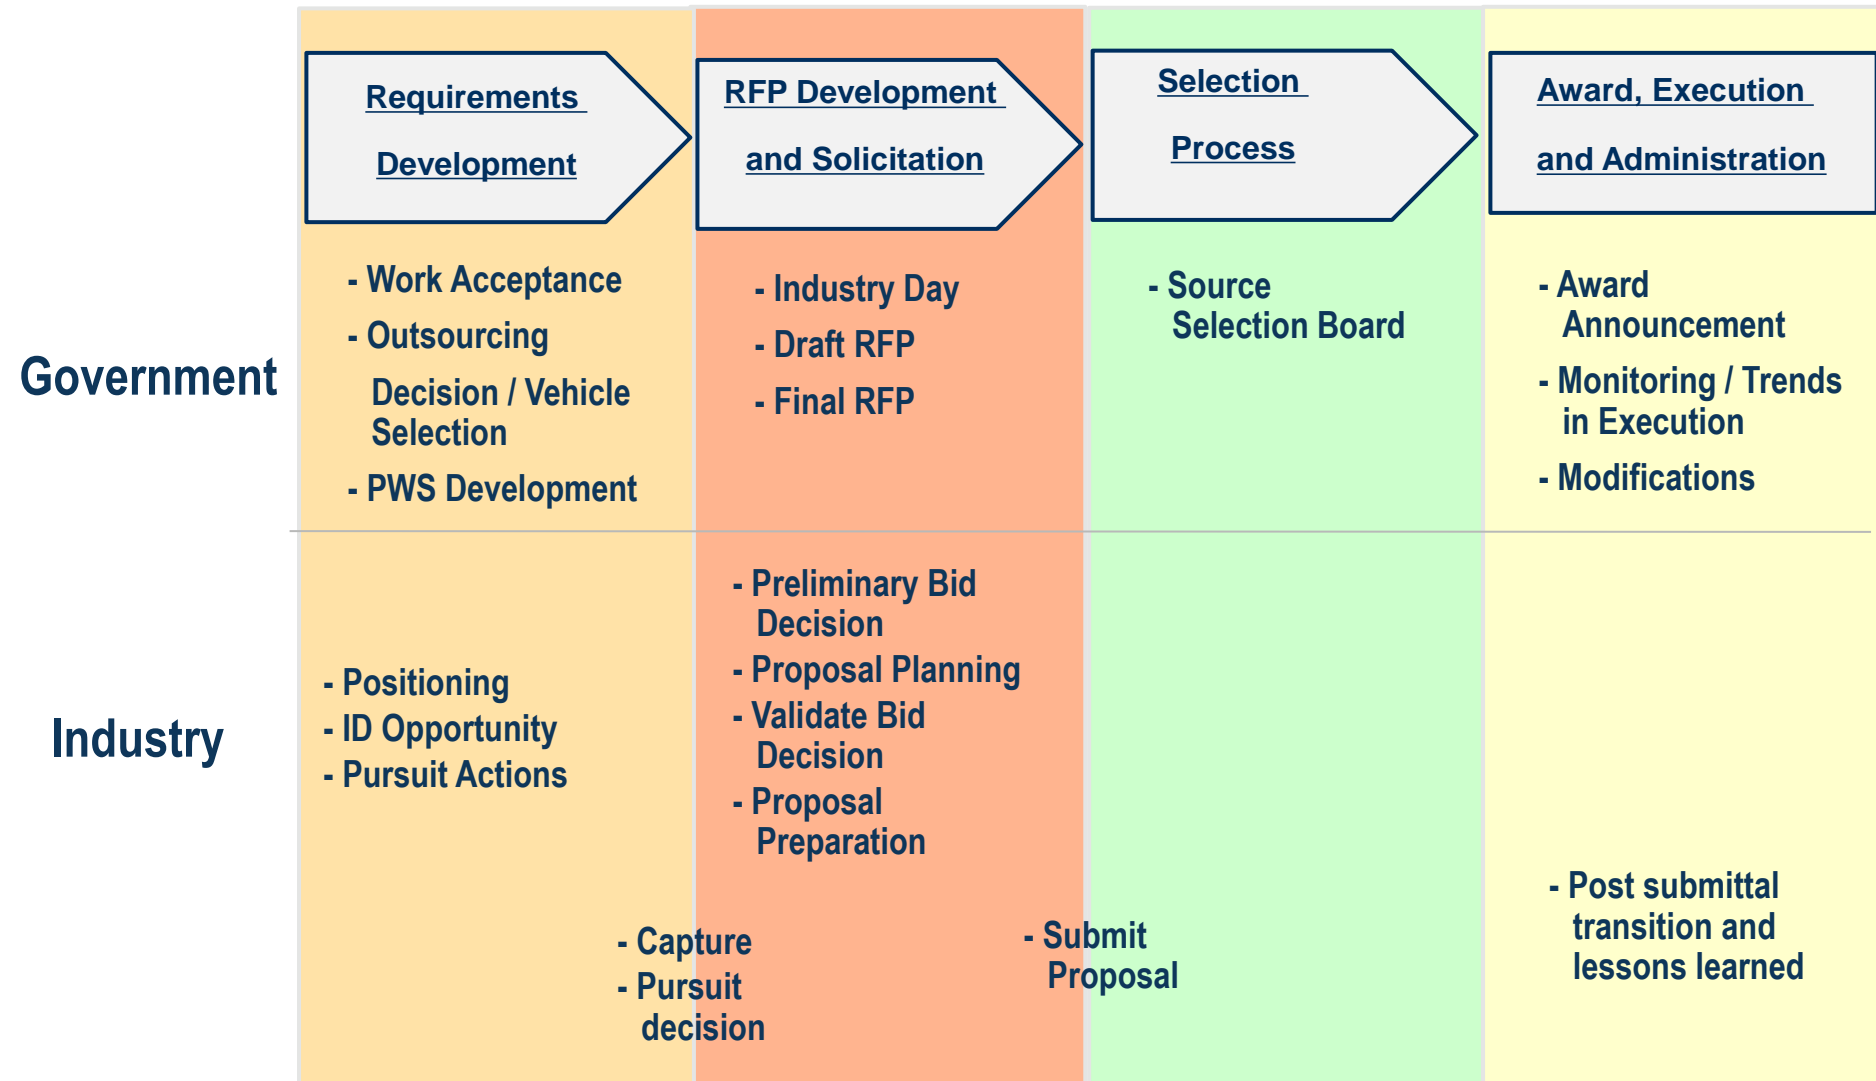 Requirements
Development
RFP Development
and Solicitation
Selection
Process
Award, Execution
and Administration
Government
- Work Acceptance
- Outsourcing
Decision / Vehicle
Selection
- PWS Development
- Industry Day
- Draft RFP
- Final RFP
- Source
Selection Board
- Award
Announcement
- Monitoring / Trends
in Execution
- Modifications
Industry
- Positioning
- ID Opportunity
- Pursuit Actions
- Capture
- Pursuit
decision
- Preliminary Bid
Decision
- Proposal Planning
- Validate Bid
Decision
- Proposal
Preparation
- Submit
Proposal
- Post submittal
transition and
lessons learned